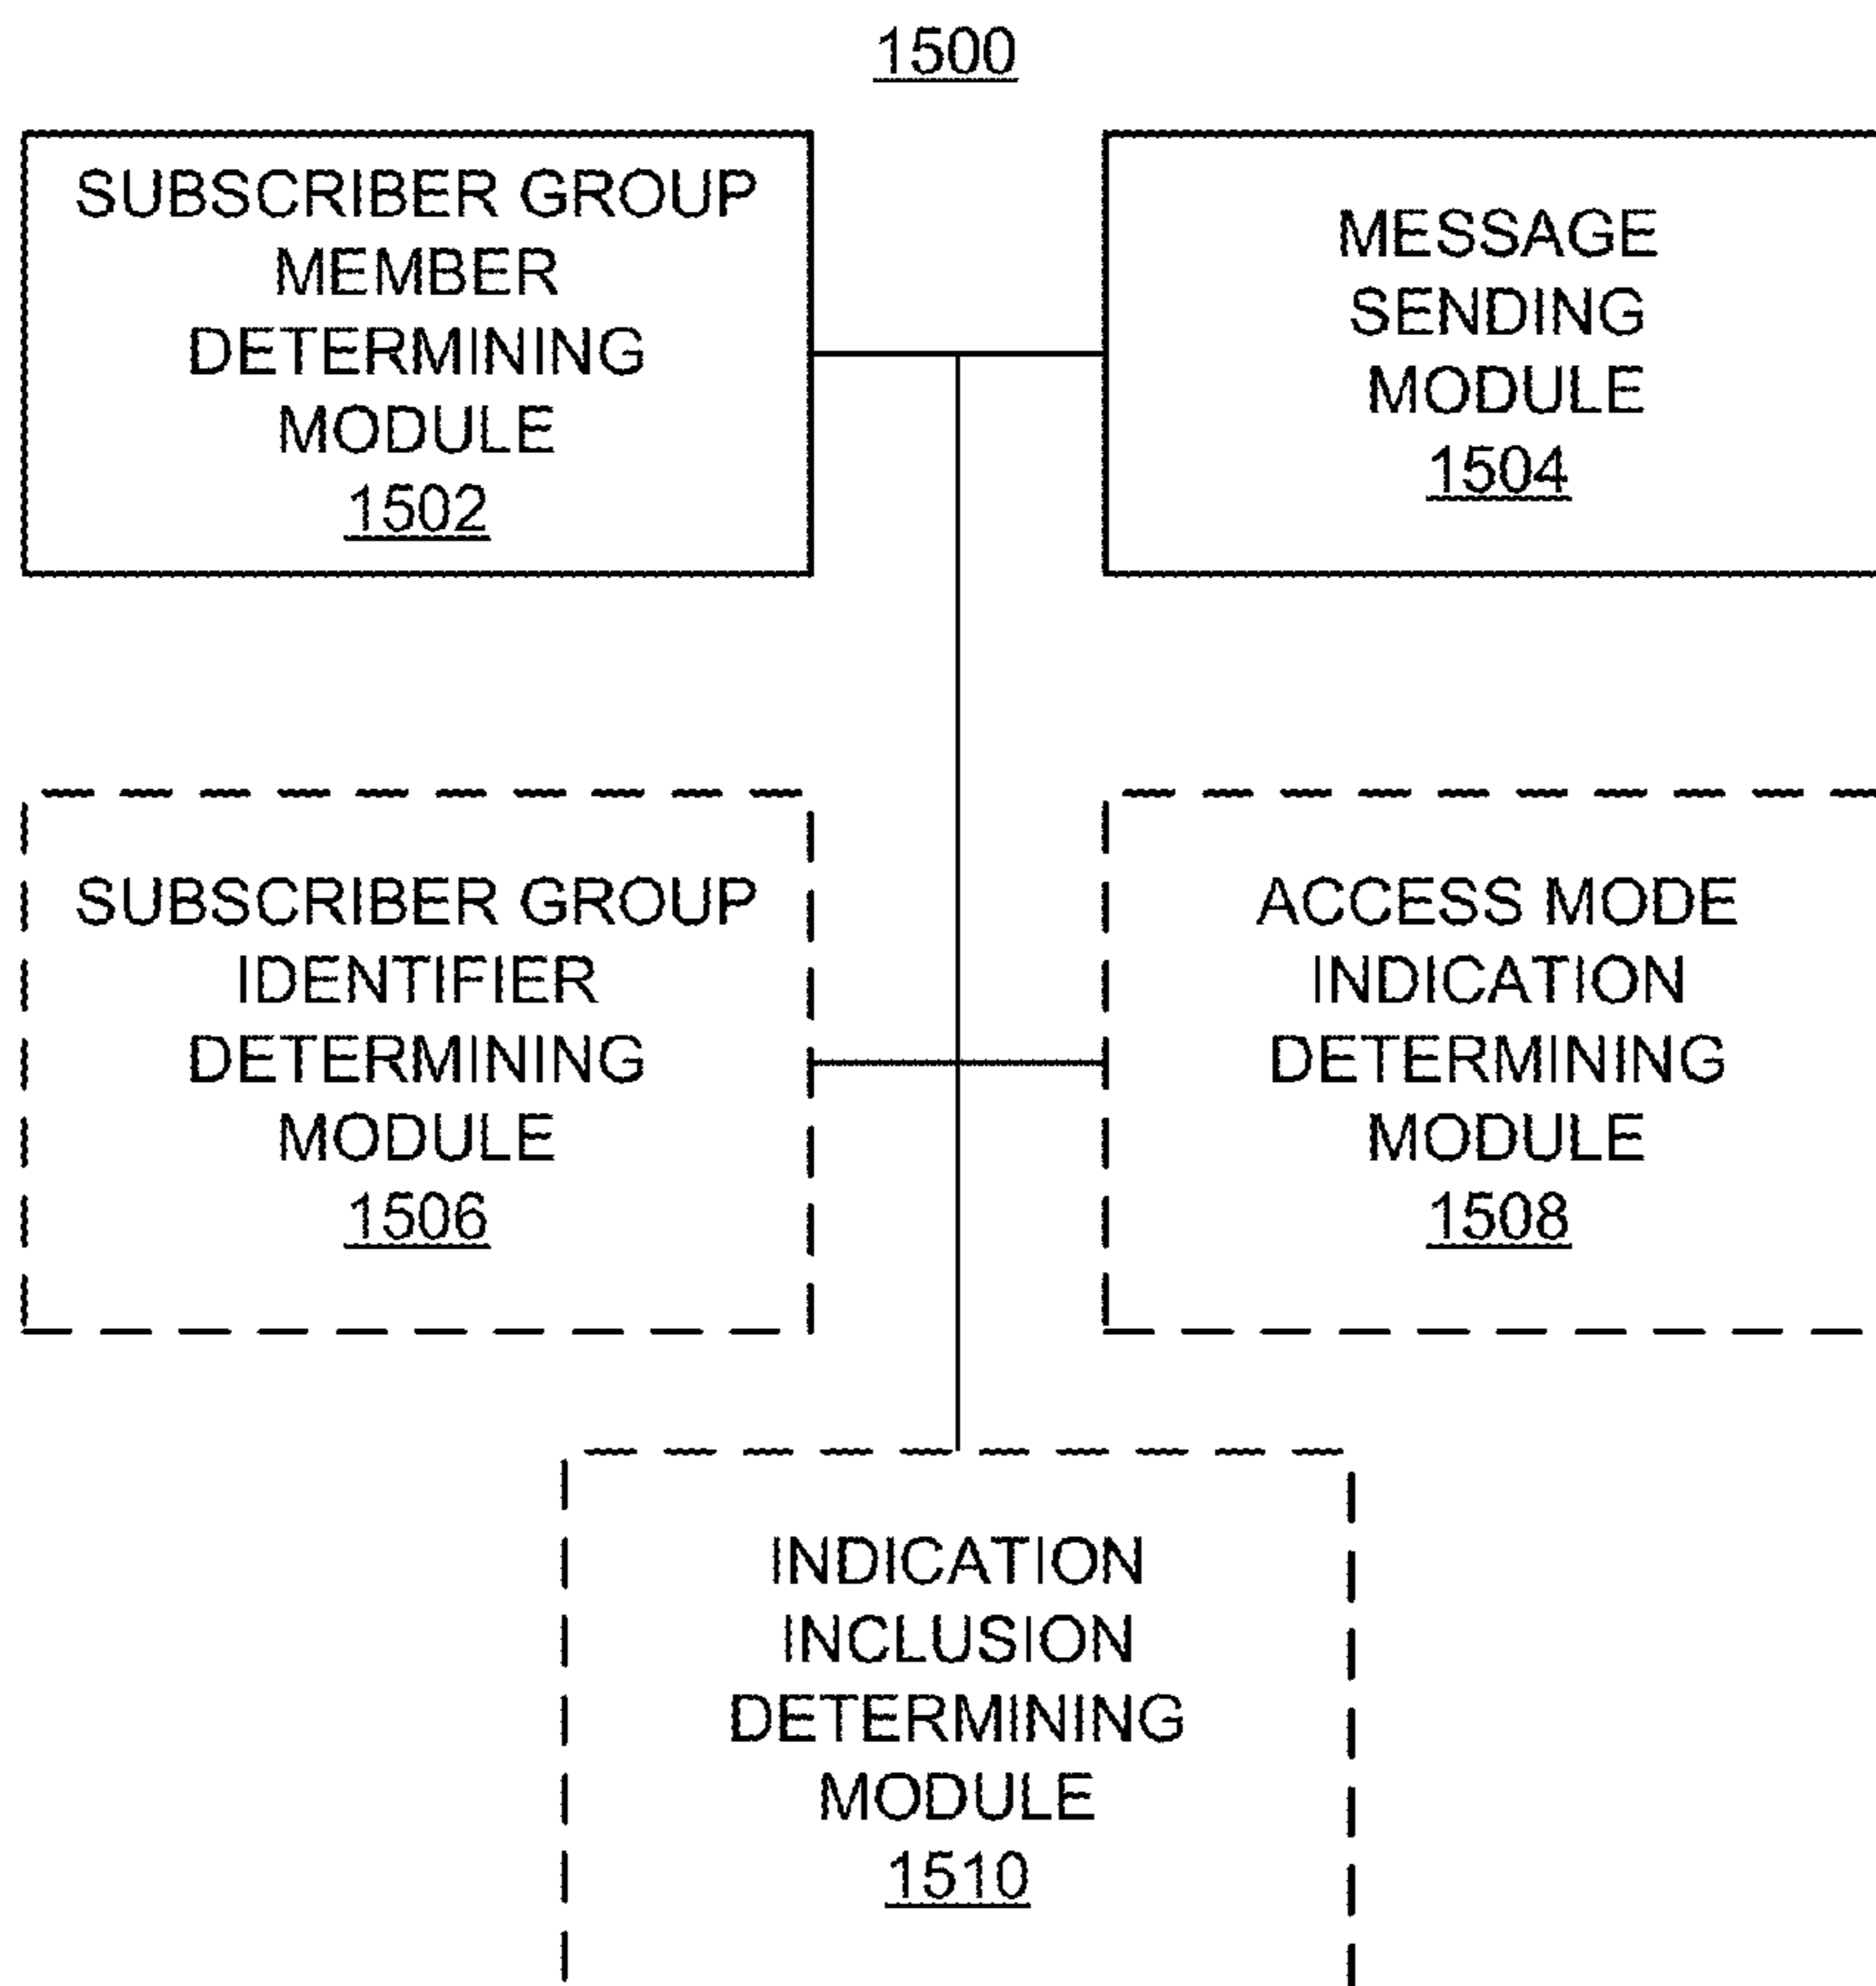 1500
SUBSCRIBER GROUP
MEMBER
DETERMINING
MODULE
1502
MESSAGE
SENDING
MODULE
1504
SUBSCRIBER GROUP
IDENTIFIER
DETERMINING
MODULE
1506
ACCESS MODE
INDICATION
DETERMINING
MODULE
1508
INDICATION
INCLUSION
DETERMINING
MODULE
1510